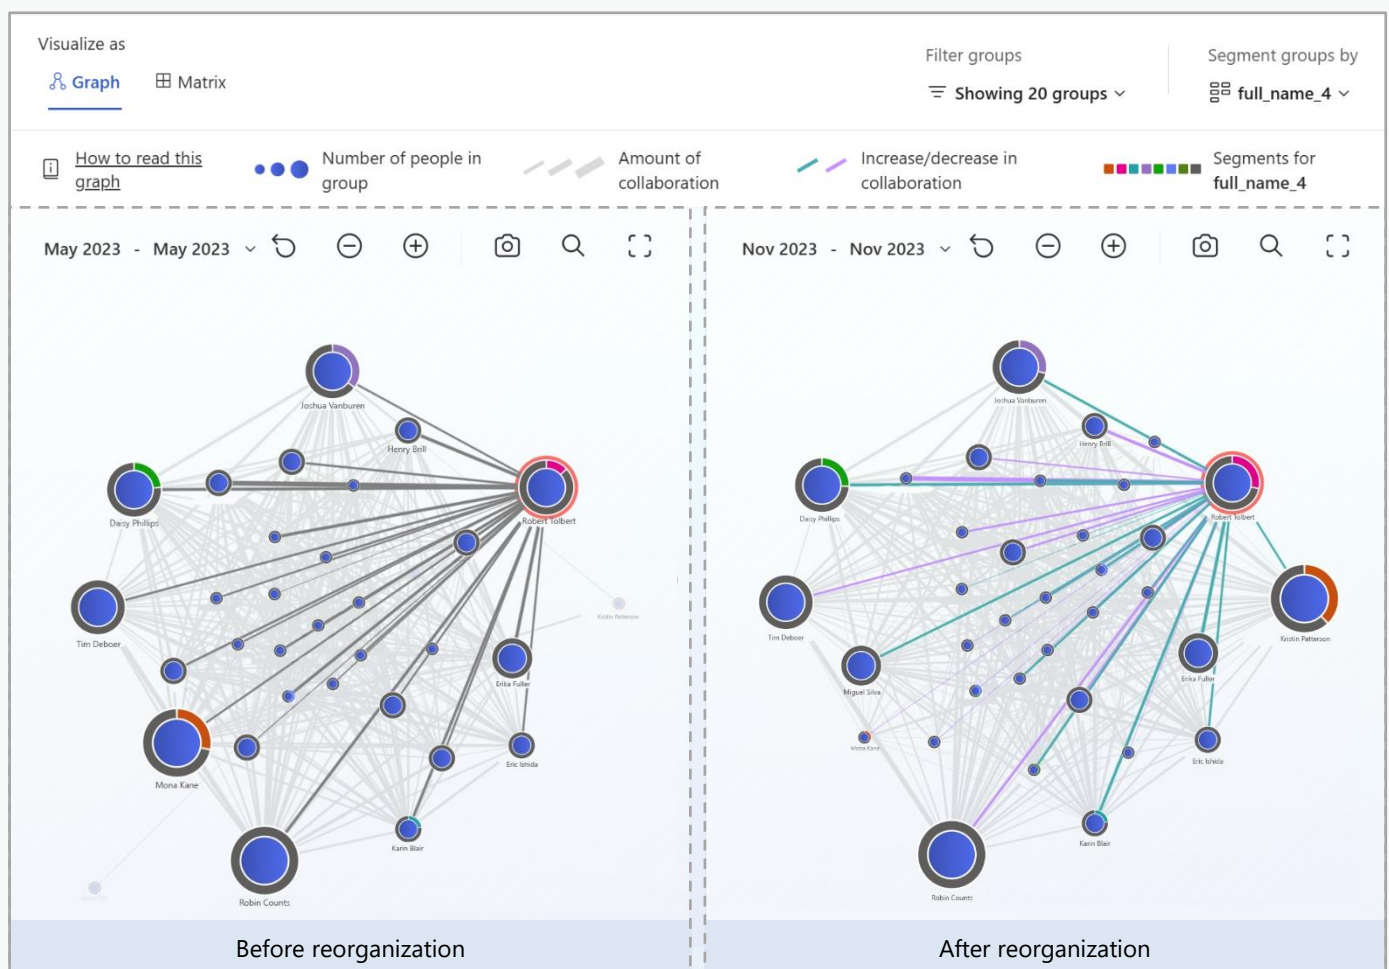 Visualize as
Graph
Matrix
Filter groups
Showing 20 groups
Segment groups by
full_name_4
How to read this
graph
Number of people in
group
Amount of
collaboration
Increase/decrease in
collaboration
Segments for
full_name_4
May 2023 - May 2023
Joshua Vanburen
Henry Brill
Daisy Phillips
Robert Tolbert
Kristin Patterson
Tim Deboer
Erika Fuller
Mona Kane
Eric Ishida
Karin Blair
Robin Counts
Before reorganization
Nov 2023 - Nov 2023
Joshua Vanburen
Henry Brill
Daisy Phillips
Robert Tolbert
Tim Deboer
Kristin Patterson
Miguel Silva
Erika Fuller
Mona Kane
Eric Ishida
Karin Blair
Robin Counts
After reorganization